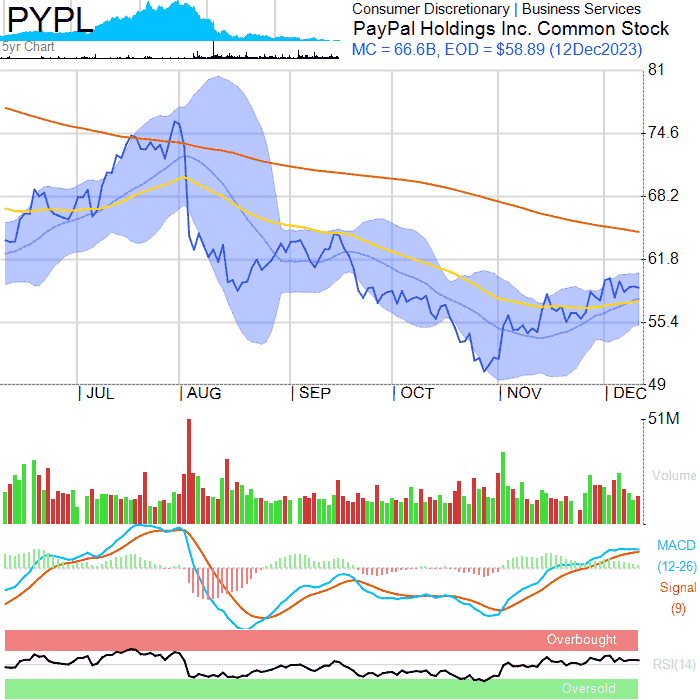 PYPL
5yr Chart
Consumer Discretionary | Business Services
PayPal Holdings Inc. Common Stock
MC = 66.6B, EOD = $58.89 (12Dec2023)
81
74.6
68.2
61.8
55.4
49
| JUL | AUG | SEP | OCT | NOV | DEC
51M
Volume
MACD
(12-26)
Signal
(9)
Overbought
RSI(14)
Oversold